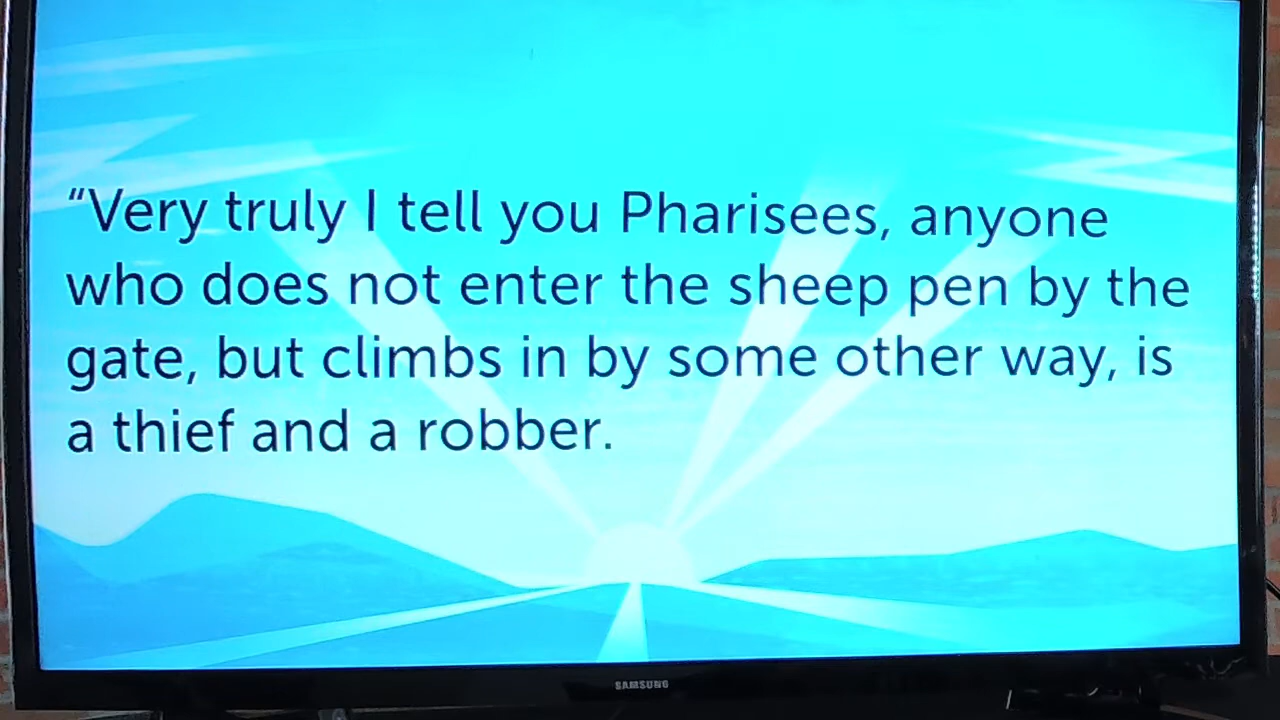 “Very truly I tell you Pharisees, anyone
who does not enter the sheep pen by the
gate, but climbs in by some other way, is
a thief and a robber.
SAMSUNG